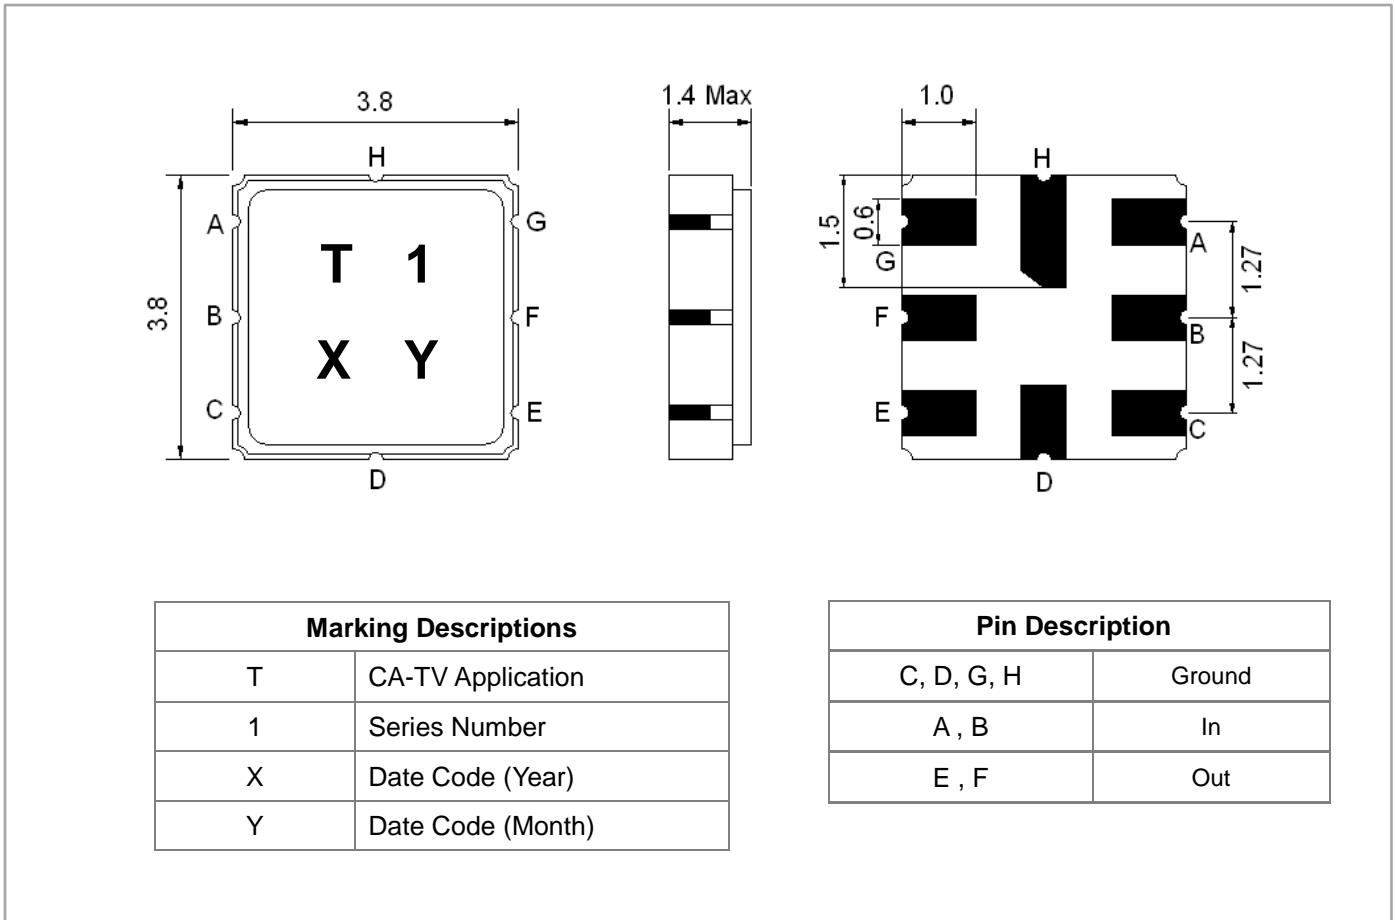 3.8
H
A
G
T 1
B
F
3.8
X Y
C
E
D
1.4 Max
1.0
H
1.5
0.6
G
A
1.27
F
B
1.27
E
C
D
Marking Descriptions
T CA-TV Application
1 Series Number
X Date Code (Year)
Y Date Code (Month)
Pin Description
C, D, G, H Ground
A , B In
E , F Out